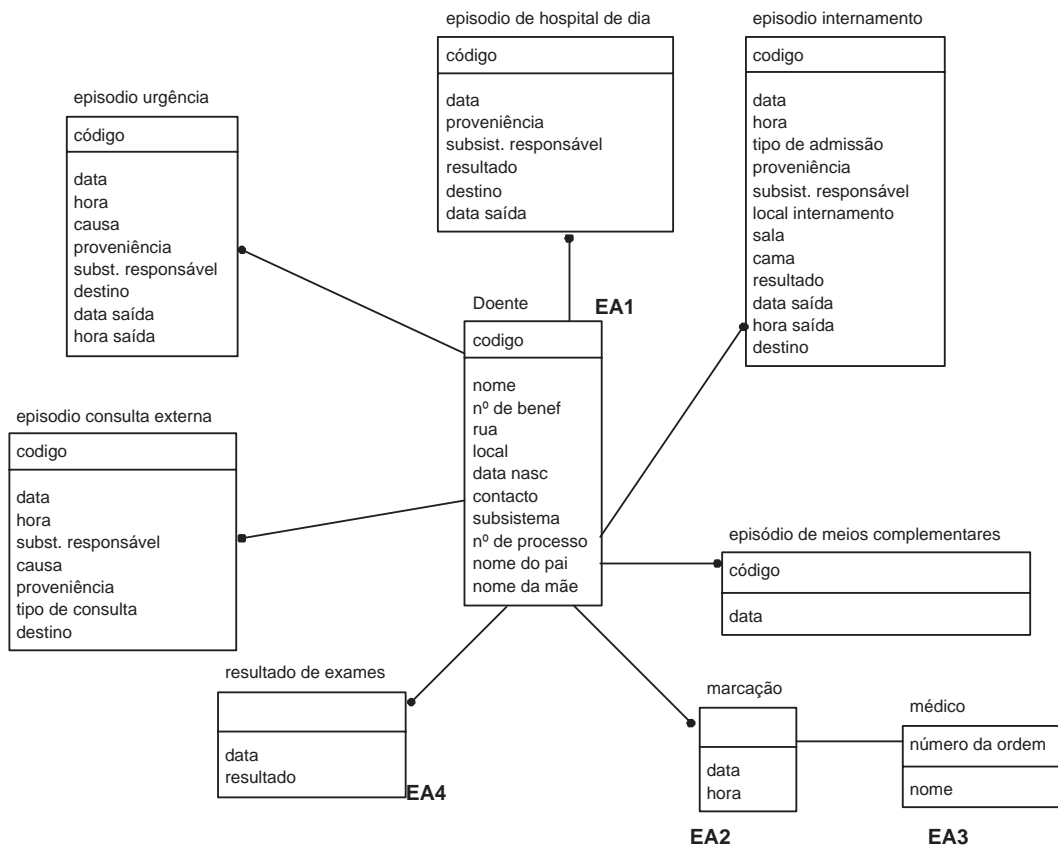 episodio de hospital de dia
código
data
proveniência
subsist. responsável
resultado
destino
data saída
episodio internamento
codigo
data
hora
tipo de admissão
proveniência
subsist. responsável
local internamento
sala
cama
resultado
data saída
hora saída
destino
episodio urgência
código
data
hora
causa
proveniência
subst. responsável
destino
data saída
hora saída
Doente
EA1
codigo
nome
nº de benef
rua
local
data nasc
contacto
subsistema
nº de processo
nome do pai
nome da mãe
episodio consulta externa
codigo
data
hora
subst. responsável
causa
proveniência
tipo de consulta
destino
episódio de meios complementares
código
data
resultado de exames
data
resultado
EA4
marcação
data
hora
EA2
médico
número da ordem
nome
EA3